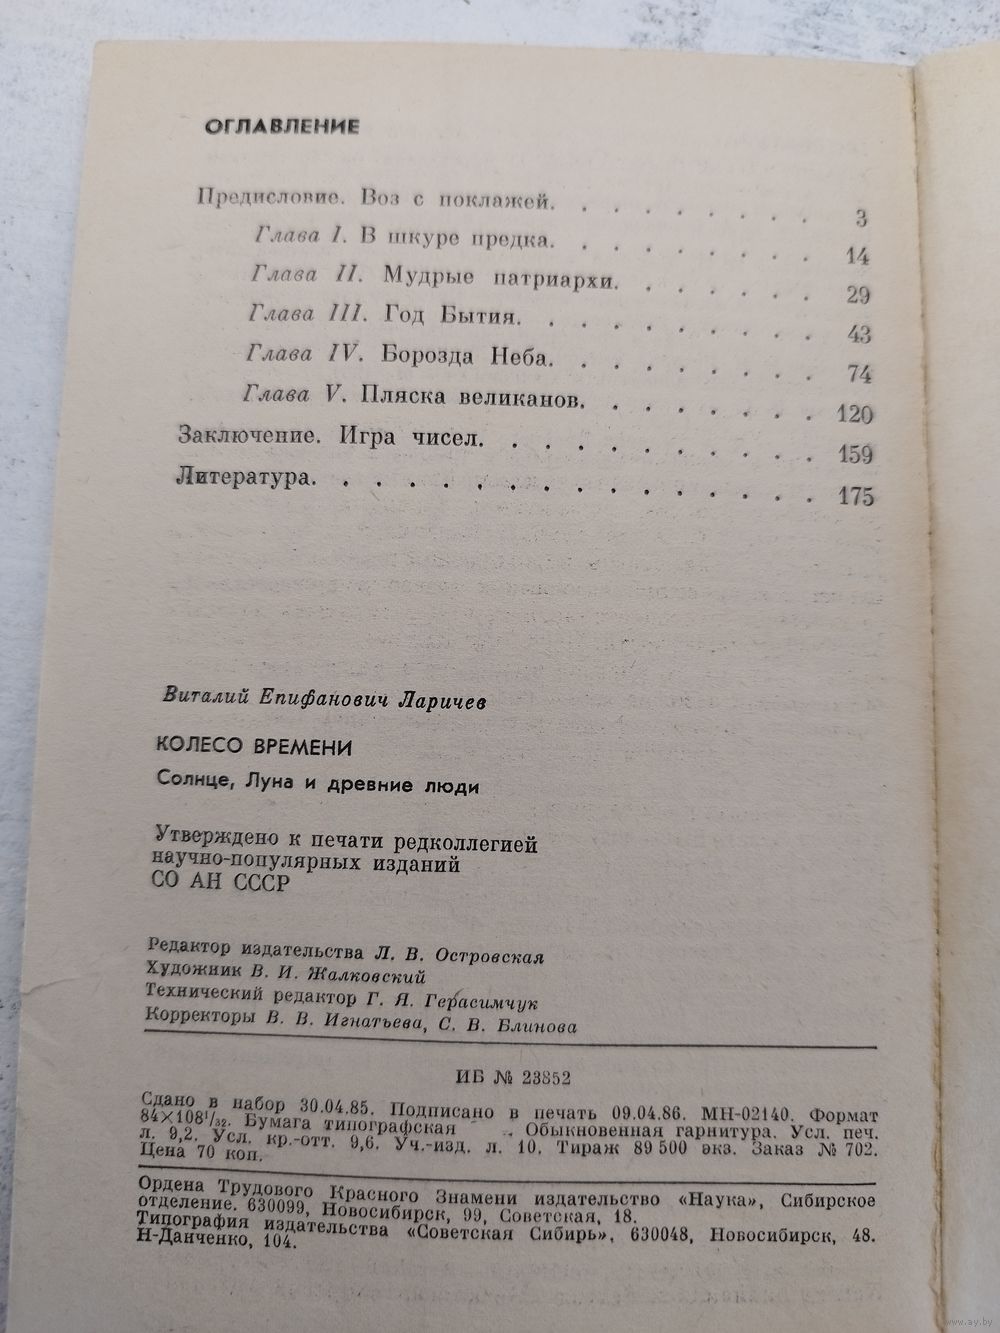 ОГЛАВЛЕНИЕ
Предисловие. Воз с поклажей. . . . . . . . . 3
Глава I. В шкуре предка. . . . . . . . . 14
Глава II. Мудрые патриархи. . . . . . . 29
Глава III. Год Бытия. . . . . . . . . . 43
Глава IV. Борозда Неба. . . . . . . . . 74
Глава V. Пляска великанов. . . . . . . . 120
Заключение. Игра чисел. . . . . . . . . . . 159
Литература. . . . . . . . . . . . . . . . 175
Виталий Епифанович Ларичев
КОЛЕСО ВРЕМЕНИ
Солнце, Луна и древние люди
Утверждено к печати редколлегией
научно-популярных изданий
СО АН СССР
Редактор издательства Л. В. Островская
Художник В. И. Жалковский
Технический редактор Г. Я. Герасимчук
Корректоры В. В. Игнатьева, С. В. Блинова
ИБ № 23852
Сдано в набор 30.04.85. Подписано в печать 09.04.86. МН-02140. Формат
84×108¹/₃₂. Бумага типографская . Обыкновенная гарнитура. Усл. печ.
л. 9,2. Усл. кр.-отт. 9,6. Уч.-изд. л. 10. Тираж 89 500 экз. Заказ № 702.
Цена 70 коп.
Ордена Трудового Красного Знамени издательство «Наука», Сибирское
отделение. 630099, Новосибирск, 99, Советская, 18.
Типография издательства «Советская Сибирь», 630048, Новосибирск, 48.
Н-Данченко, 104.
www.ay.by